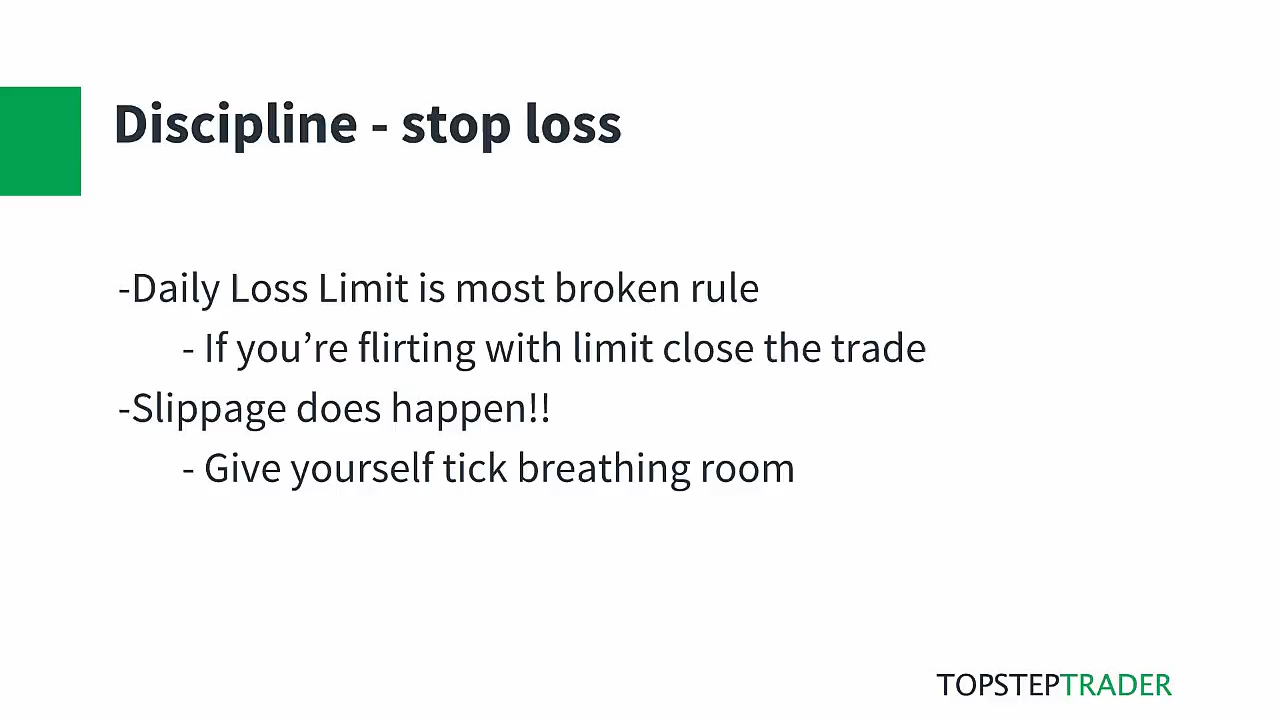 Discipline - stop loss
-Daily Loss Limit is most broken rule
- If you’re flirting with limit close the trade
-Slippage does happen!!
- Give yourself tick breathing room
TOPSTEPTRADER